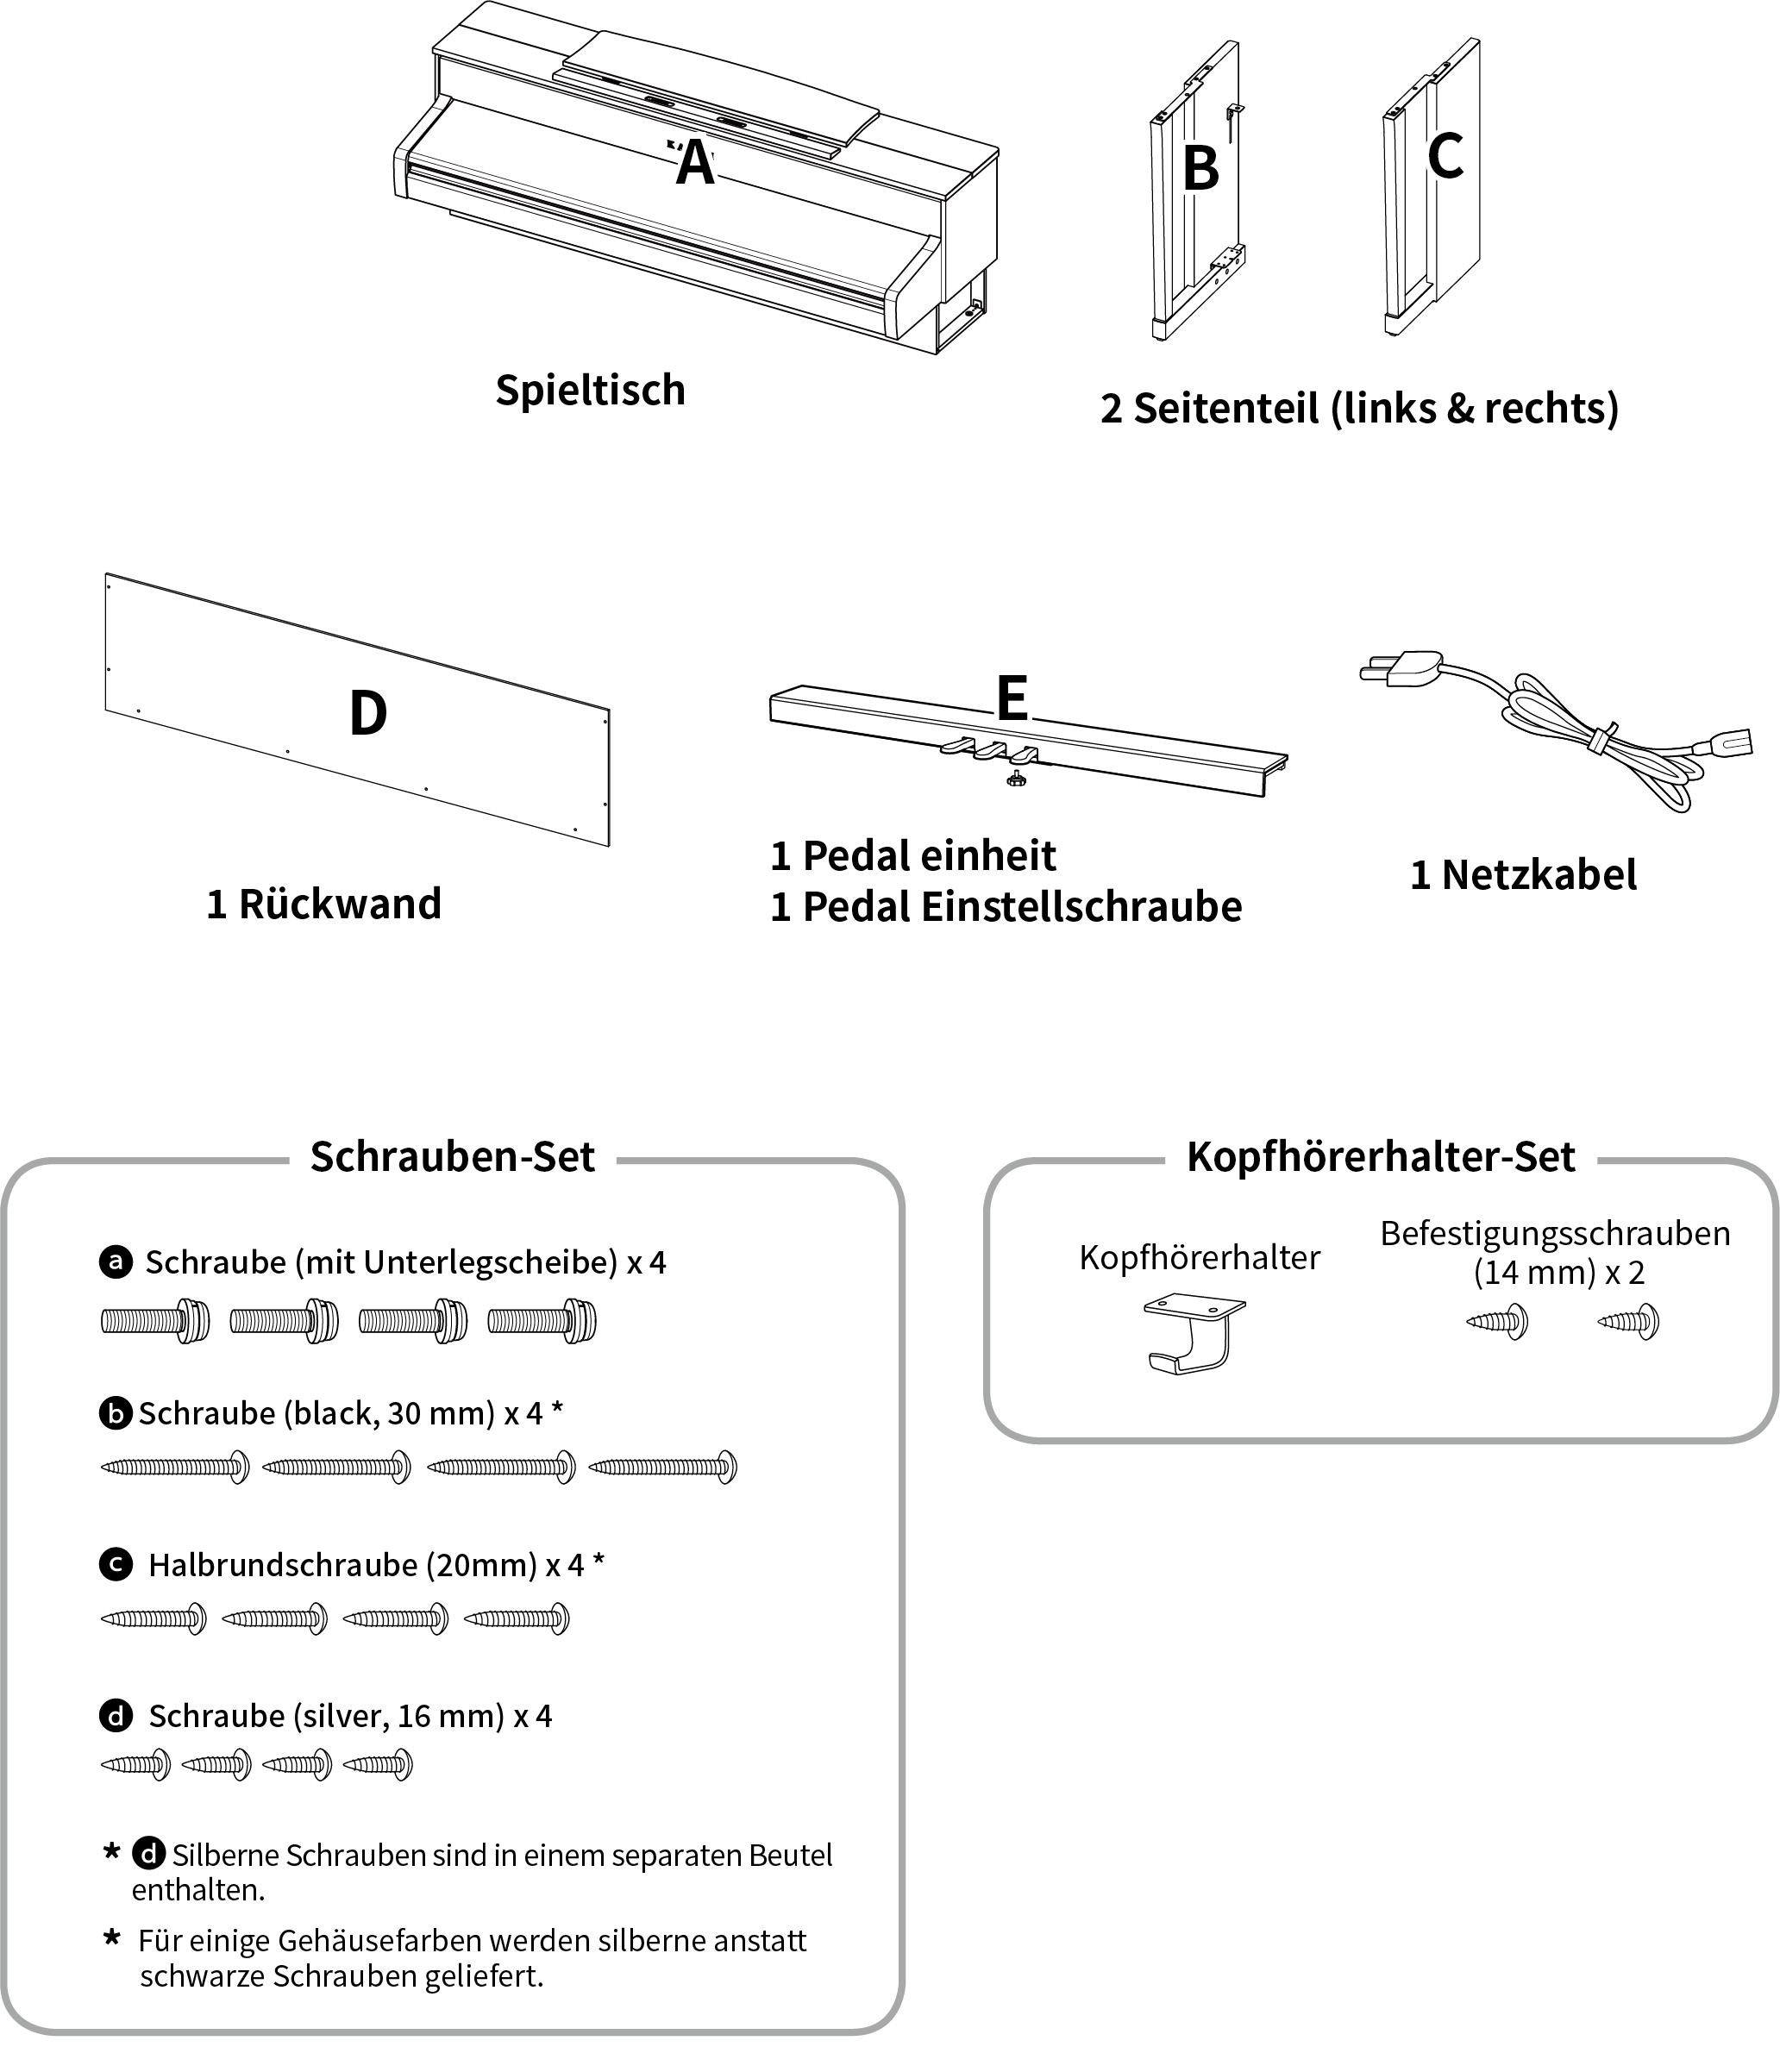 A
B
C
Spieltisch
2 Seitenteil (links & rechts)
D
E
1 Rückwand
1 Pedal einheit
1 Pedal Einstellschraube
1 Netzkabel
Schrauben-Set
a Schraube (mit Unterlegscheibe) x 4
b Schraube (black, 30 mm) x 4 *
c Halbrundschraube (20mm) x 4 *
d Schraube (silver, 16 mm) x 4
* d Silberne Schrauben sind in einem separaten Beutel
enthalten.
* Für einige Gehäusefarben werden silberne anstatt
schwarze Schrauben geliefert.
Kopfhörerhalter-Set
Kopfhörerhalter
Befestigungsschrauben
(14 mm) x 2